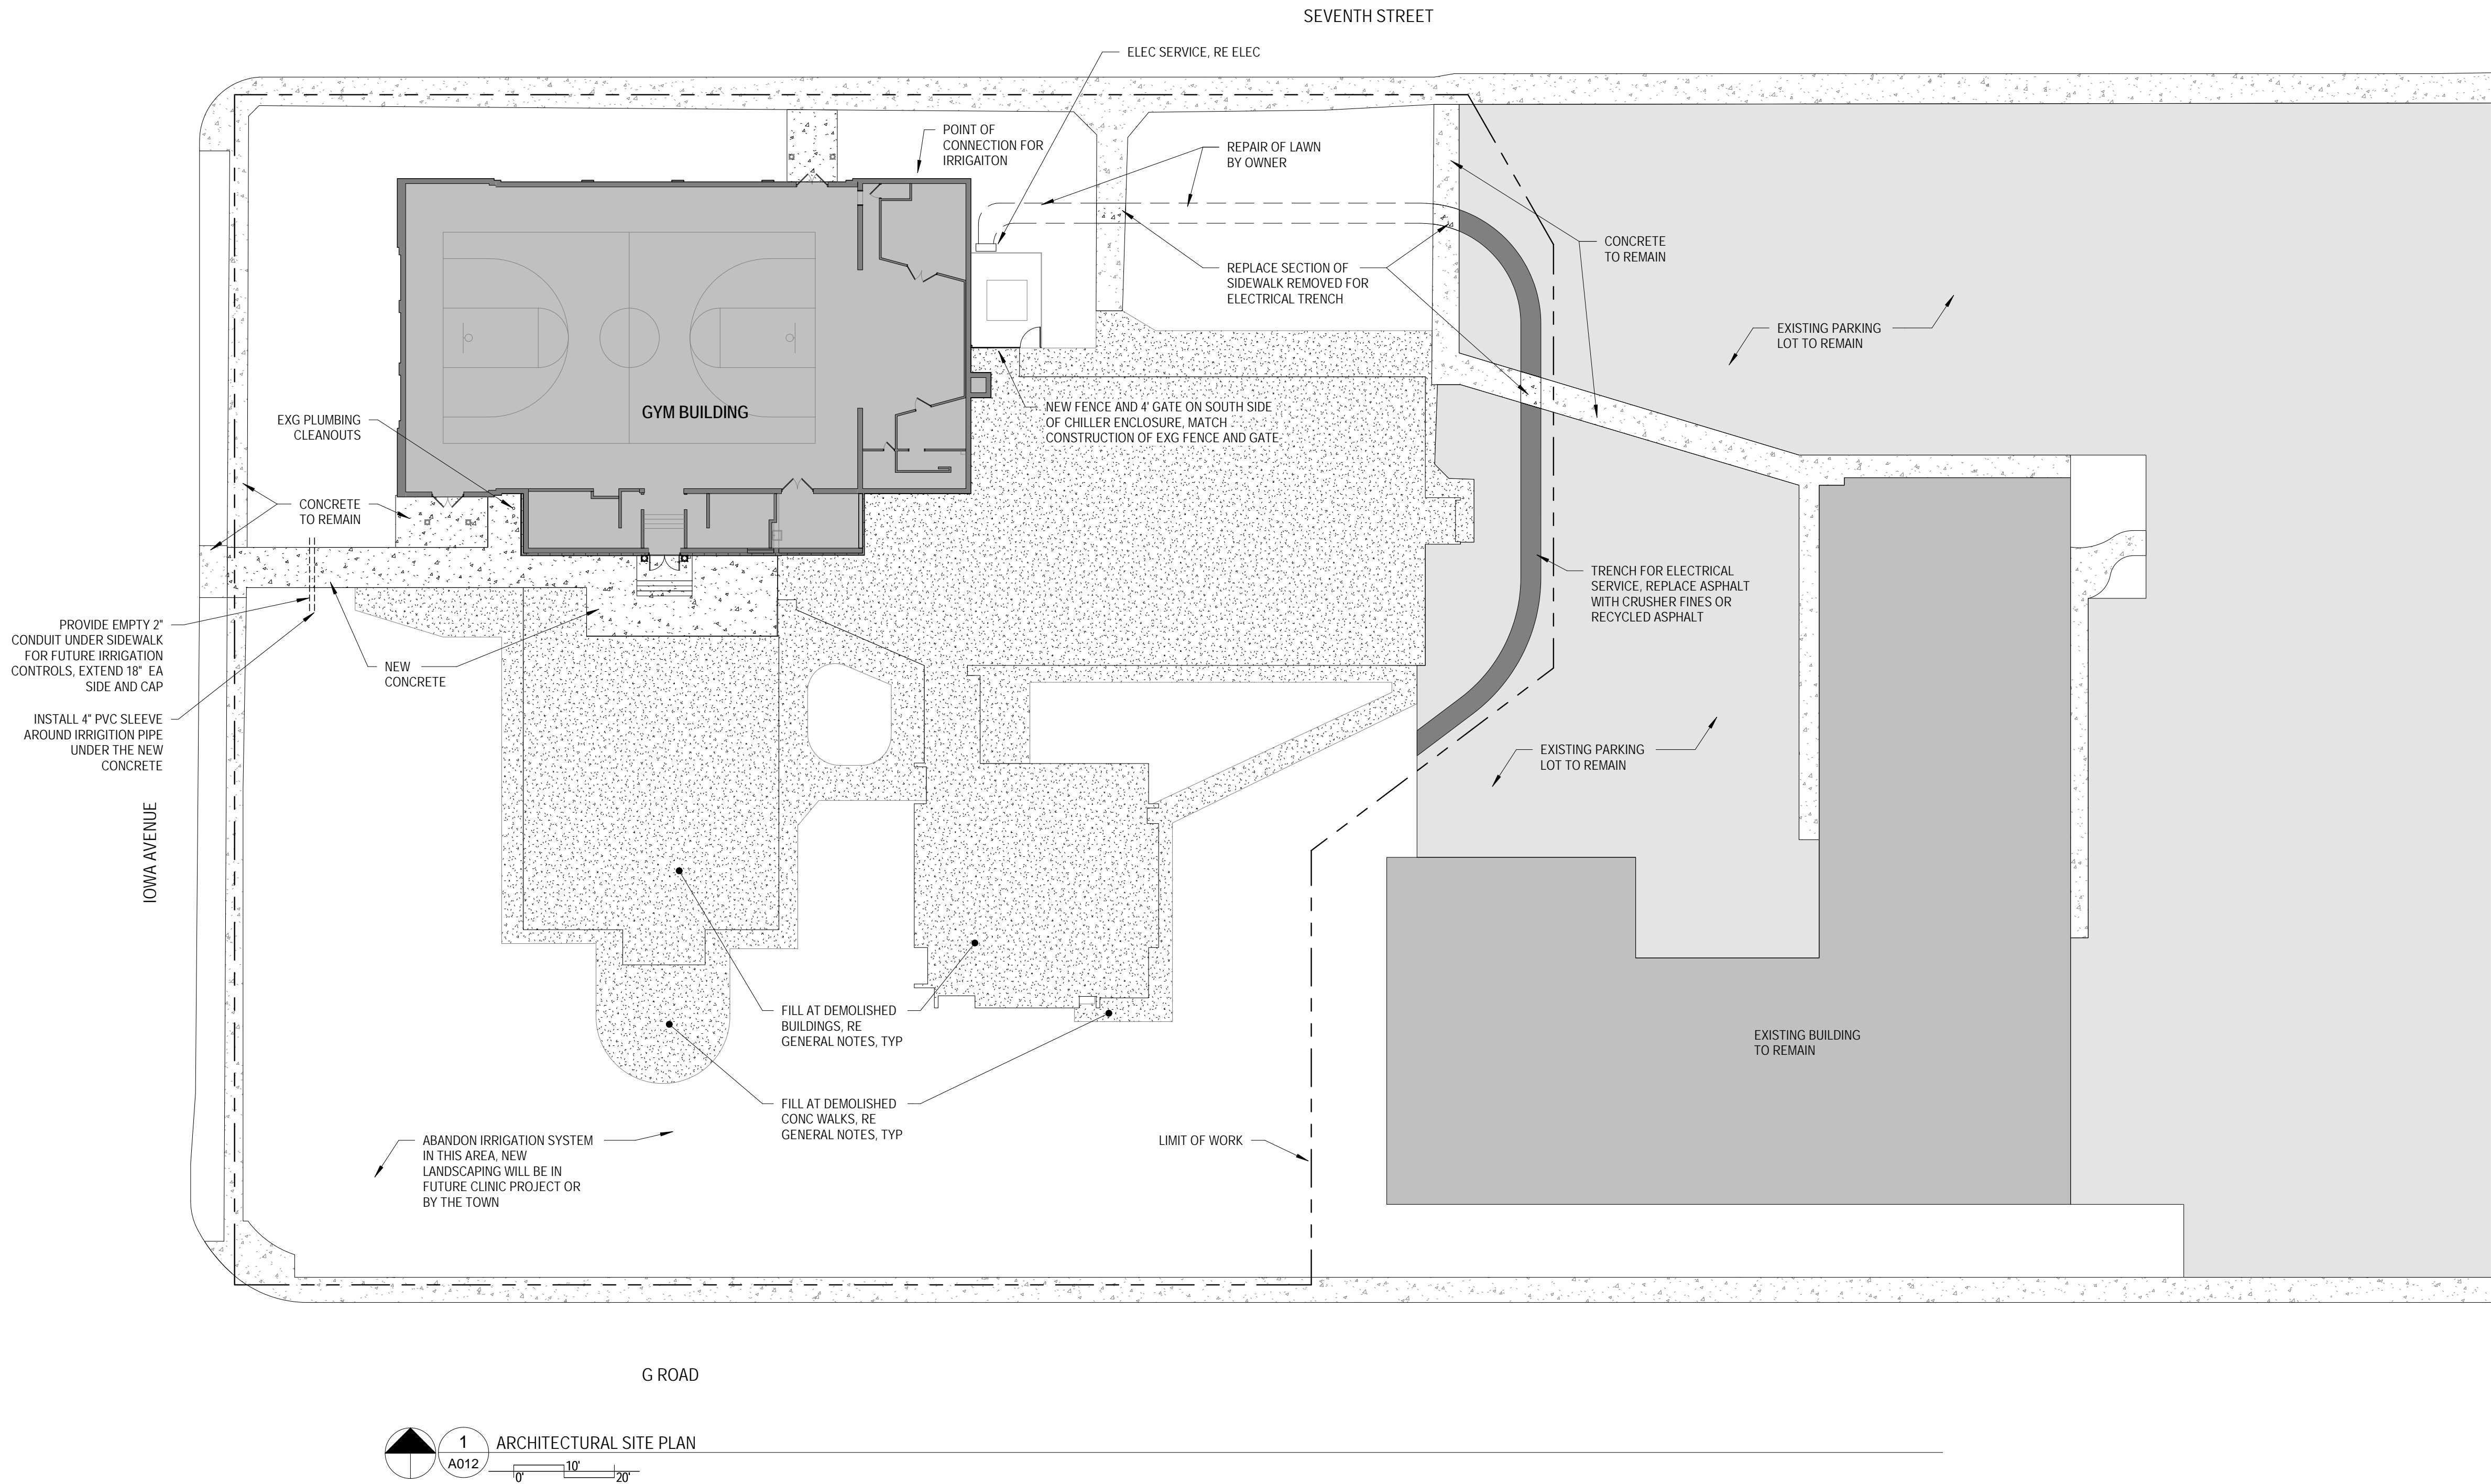 SEVENTH STREET
ELEC SERVICE, RE ELEC
POINT OF
CONNECTION FOR
IRRIGAITON
REPAIR OF LAWN
BY OWNER
CONCRETE
TO REMAIN
REPLACE SECTION OF
SIDEWALK REMOVED FOR
ELECTRICAL TRENCH
EXISTING PARKING
LOT TO REMAIN
GYM BUILDING
NEW FENCE AND 4' GATE ON SOUTH SIDE
OF CHILLER ENCLOSURE, MATCH
CONSTRUCTION OF EXG FENCE AND GATE
EXG PLUMBING
CLEANOUTS
CONCRETE
TO REMAIN
TRENCH FOR ELECTRICAL
SERVICE, REPLACE ASPHALT
WITH CRUSHER FINES OR
RECYCLED ASPHALT
PROVIDE EMPTY 2"
CONDUIT UNDER SIDEWALK
FOR FUTURE IRRIGATION
CONTROLS, EXTEND 18" EA
SIDE AND CAP
NEW
CONCRETE
INSTALL 4" PVC SLEEVE
AROUND IRRIGITION PIPE
UNDER THE NEW
CONCRETE
EXISTING PARKING
LOT TO REMAIN
IOWA AVENUE
FILL AT DEMOLISHED
BUILDINGS, RE
GENERAL NOTES, TYP
EXISTING BUILDING
TO REMAIN
FILL AT DEMOLISHED
CONC WALKS, RE
GENERAL NOTES, TYP
ABANDON IRRIGATION SYSTEM
IN THIS AREA, NEW
LANDSCAPING WILL BE IN
FUTURE CLINIC PROJECT OR
BY THE TOWN
LIMIT OF WORK
G ROAD
1
A012
ARCHITECTURAL SITE PLAN
0'
10'
20'